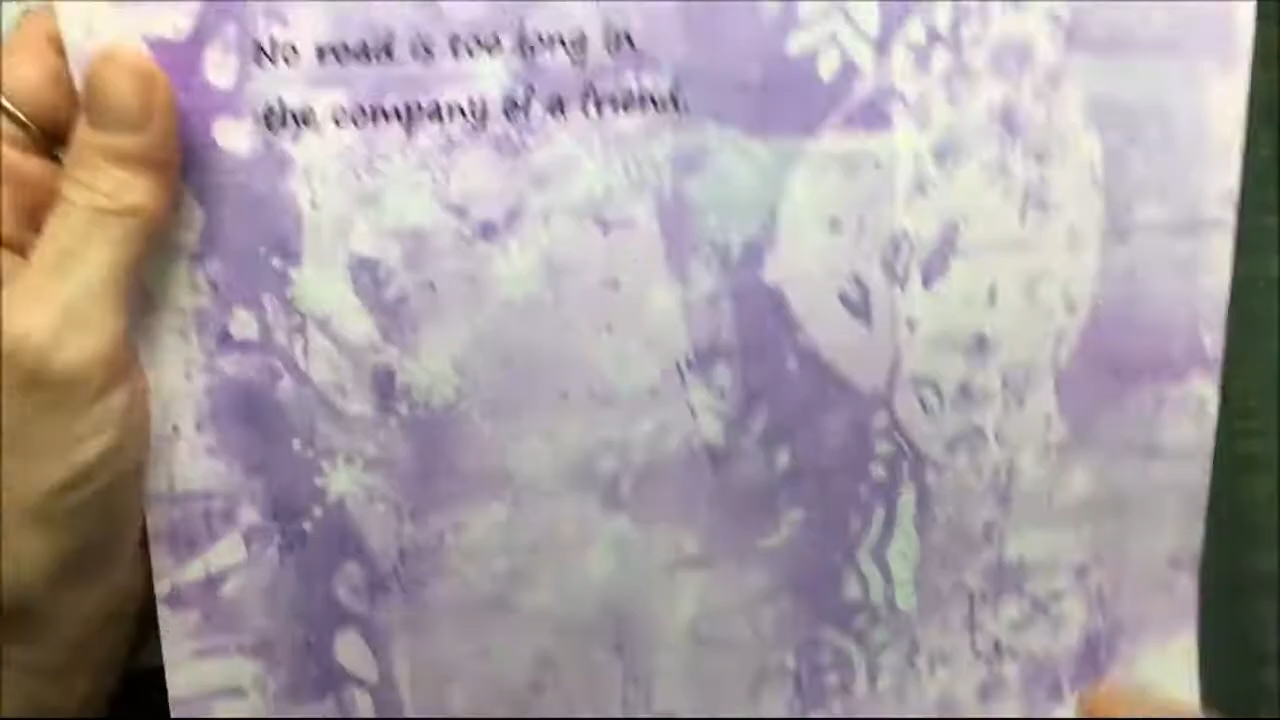 No road is too long in
the company of a friend.